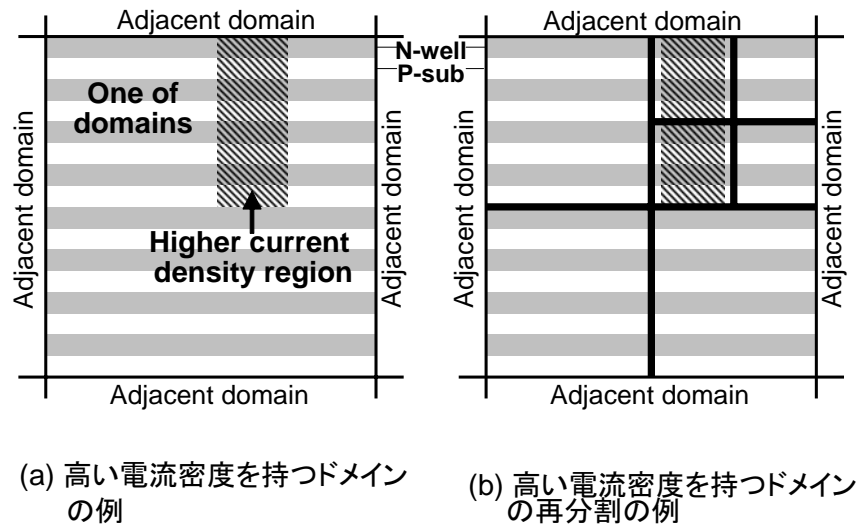 Adjacent domain
Adjacent domain
One of
domains
Higher current
density region
Adjacent domain
Adjacent domain
N-well
P-sub
Adjacent domain
Adjacent domain
Adjacent domain
(a) 高い電流密度を持つドメイン
の例
(b) 高い電流密度を持つドメイン
の再分割の例